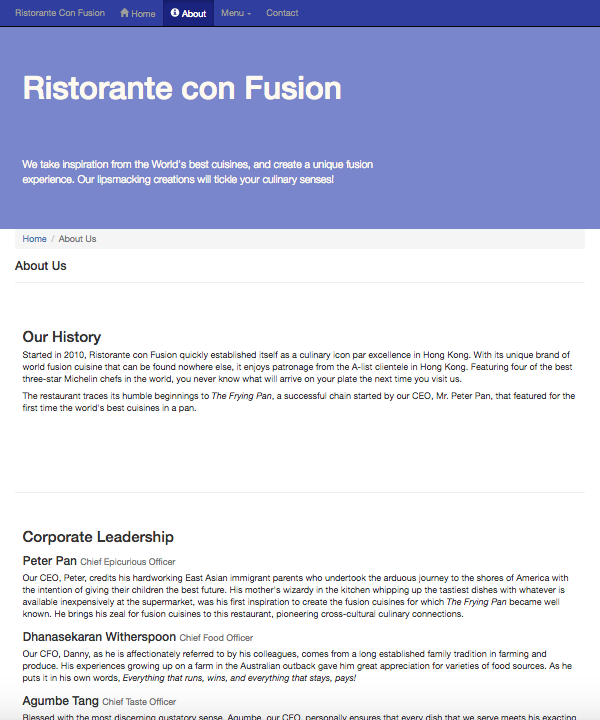 Ristorante Con Fusion Home About Menu Contact
Ristorante con Fusion
We take inspiration from the World's best cuisines, and create a unique fusion
experience. Our lipsmacking creations will tickle your culinary senses!
Home / About Us
About Us
Our History
Started in 2010, Ristorante con Fusion quickly established itself as a culinary icon par excellence in Hong Kong. With its unique brand of
world fusion cuisine that can be found nowhere else, it enjoys patronage from the A-list clientele in Hong Kong. Featuring four of the best
three-star Michelin chefs in the world, you never know what will arrive on your plate the next time you visit us.
The restaurant traces its humble beginnings to The Frying Pan, a successful chain started by our CEO, Mr. Peter Pan, that featured for the
first time the world's best cuisines in a pan.
Corporate Leadership
Peter Pan Chief Epicurious Officer
Our CEO, Peter, credits his hardworking East Asian immigrant parents who undertook the arduous journey to the shores of America with
the intention of giving their children the best future. His mother's wizardy in the kitchen whipping up the tastiest dishes with whatever is
available inexpensively at the supermarket, was his first inspiration to create the fusion cuisines for which The Frying Pan became well
known. He brings his zeal for fusion cuisines to this restaurant, pioneering cross-cultural culinary connections.
Dhanasekaran Witherspoon Chief Food Officer
Our CFO, Danny, as he is affectionately referred to by his colleagues, comes from a long established family tradition in farming and
produce. His experiences growing up on a farm in the Australian outback gave him great appreciation for varieties of food sources. As he
puts it in his own words, Everything that runs, wins, and everything that stays, pays!
Agumbe Tang Chief Taste Officer
Blessed with the most discerning gustatory sense, Agumbe, our CFO, personally ensures that every dish that we serve meets his exacting